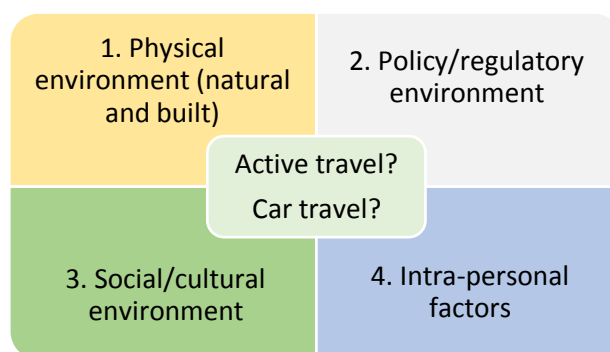 1. Physical
environment (natural
and built)
2. Policy/regulatory
environment
Active travel?
Car travel?
3. Social/cultural
environment
4. Intra-personal
factors